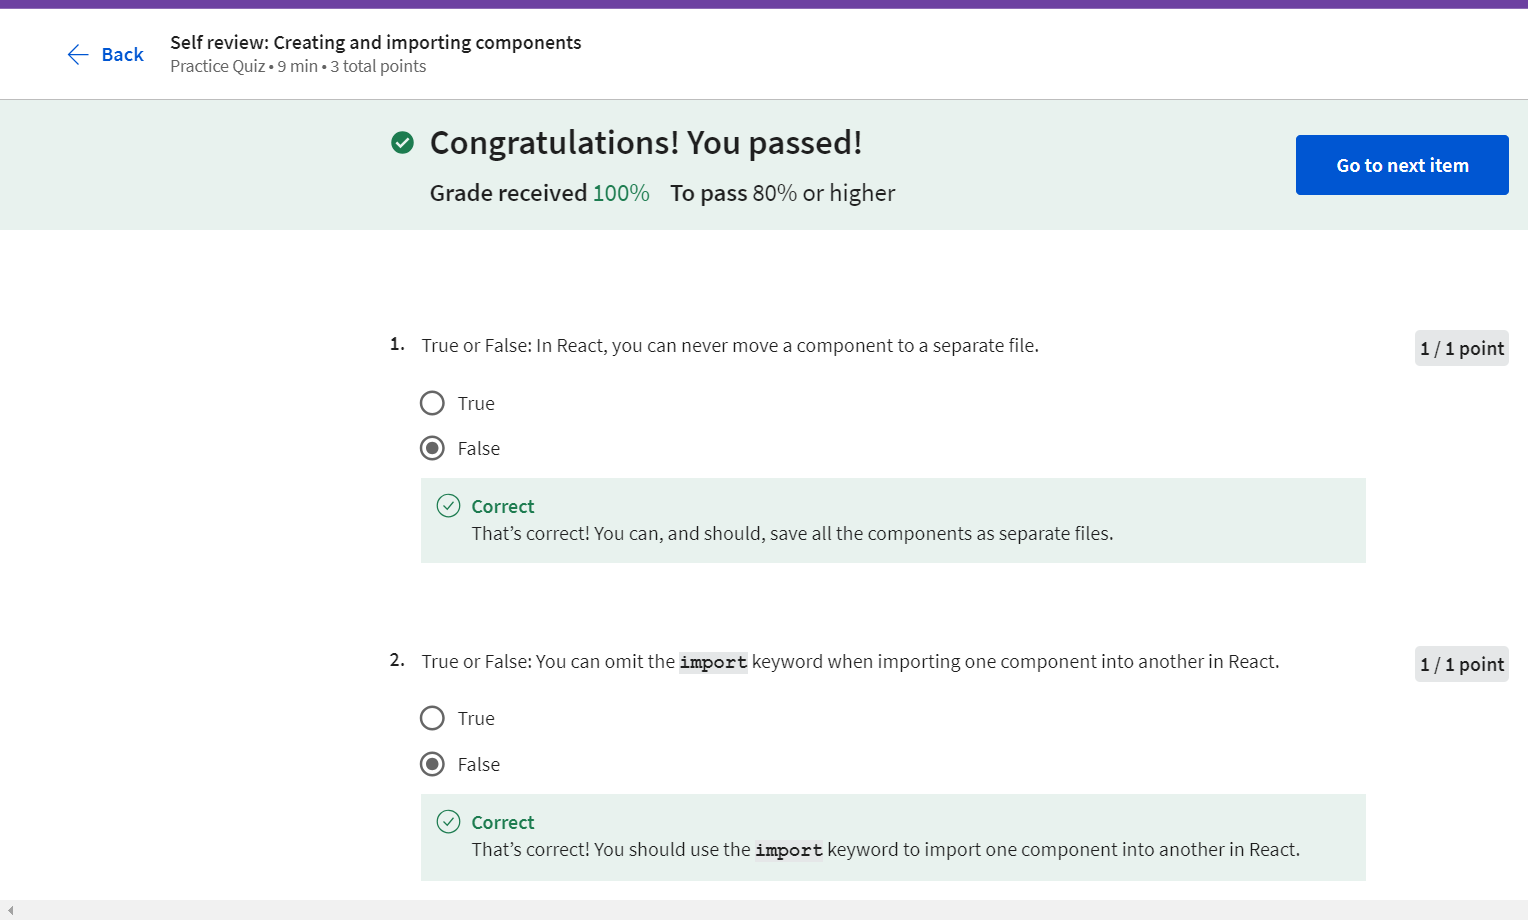 Back
Self review: Creating and importing components
Practice Quiz • 9 min • 3 total points
Congratulations! You passed!
Grade received 100% To pass 80% or higher
Go to next item
1. True or False: In React, you can never move a component to a separate file.
1 / 1 point
True
False
Correct
That’s correct! You can, and should, save all the components as separate files.
2. True or False: You can omit the import keyword when importing one component into another in React.
1 / 1 point
True
False
Correct
That’s correct! You should use the import keyword to import one component into another in React.